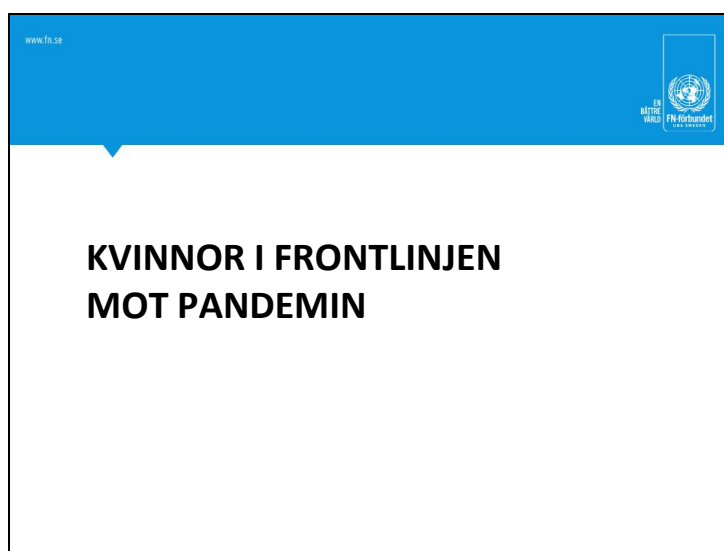 www.fn.se
EN
BÄTTRE
VÄRLD
FN-förbundet
UNA SWEDEN
KVINNOR I FRONTLINJEN
MOT PANDEMIN